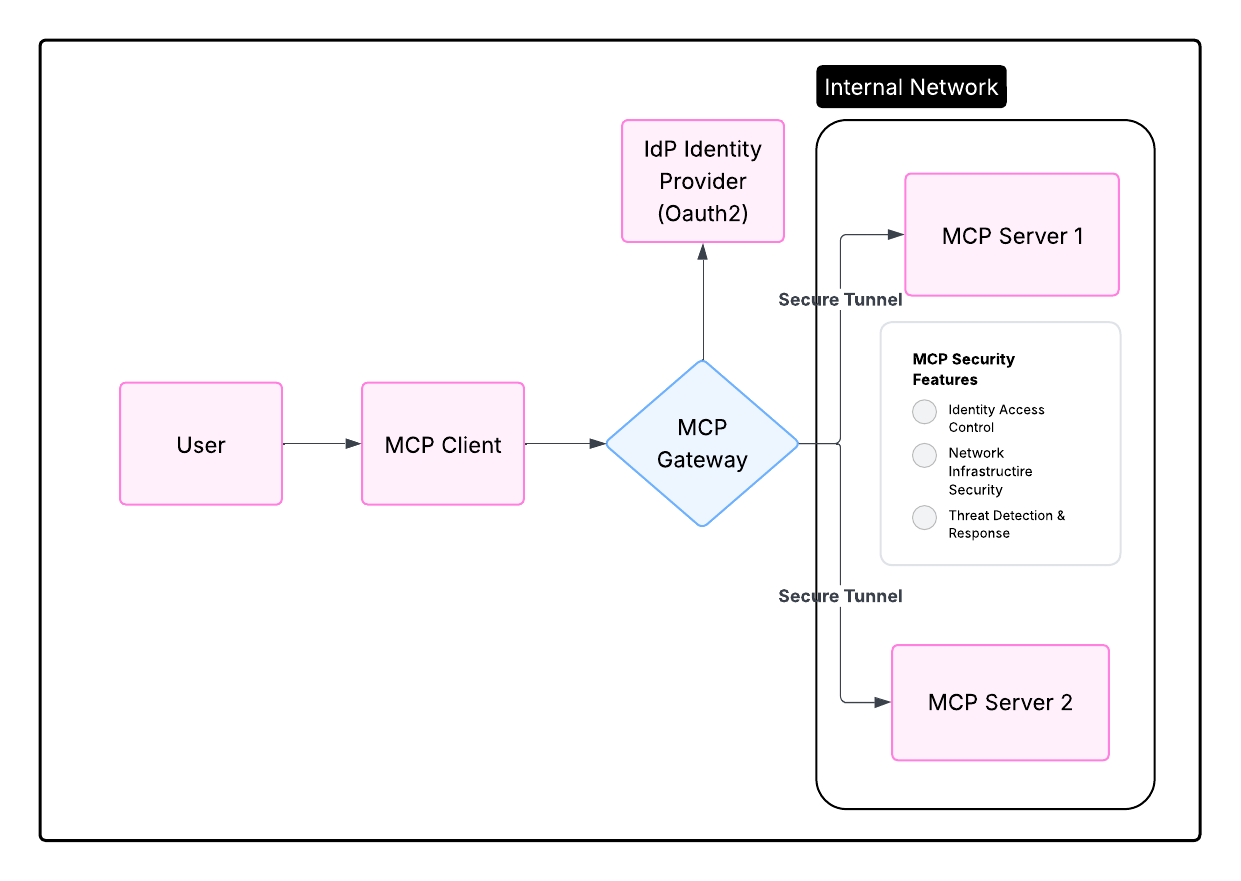 Internal Network
IdP Identity
Provider
(Oauth2)
MCP Server 1
Secure Tunnel
MCP Security
Features
Identity Access
Control
Network
Infrastructire
Security
Threat Detection &
Response
User
MCP Client
MCP
Gateway
Secure Tunnel
MCP Server 2